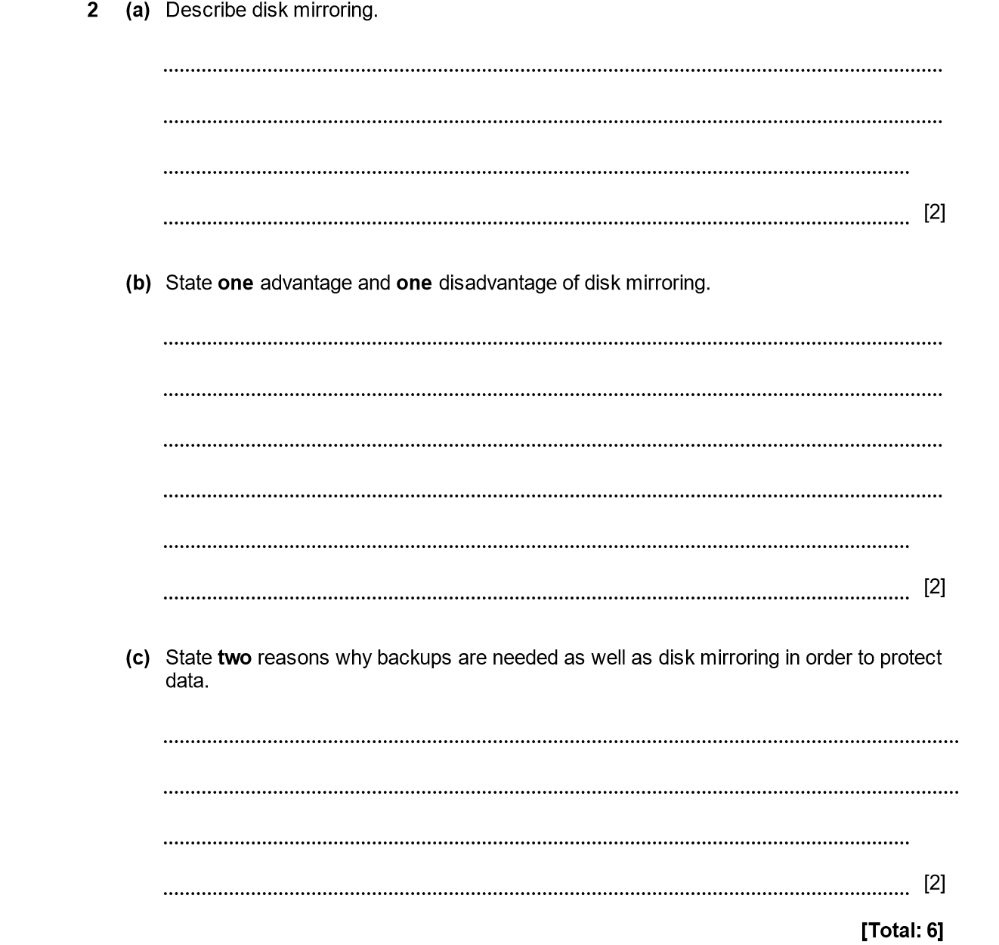 2 (a) Describe disk mirroring.
................................................................
................................................................
................................................................
................................................................ [2]
(b) State one advantage and one disadvantage of disk mirroring.
................................................................
................................................................
................................................................
................................................................
................................................................
................................................................ [2]
(c) State two reasons why backups are needed as well as disk mirroring in order to protect
data.
................................................................
................................................................
................................................................
................................................................ [2]
[Total: 6]